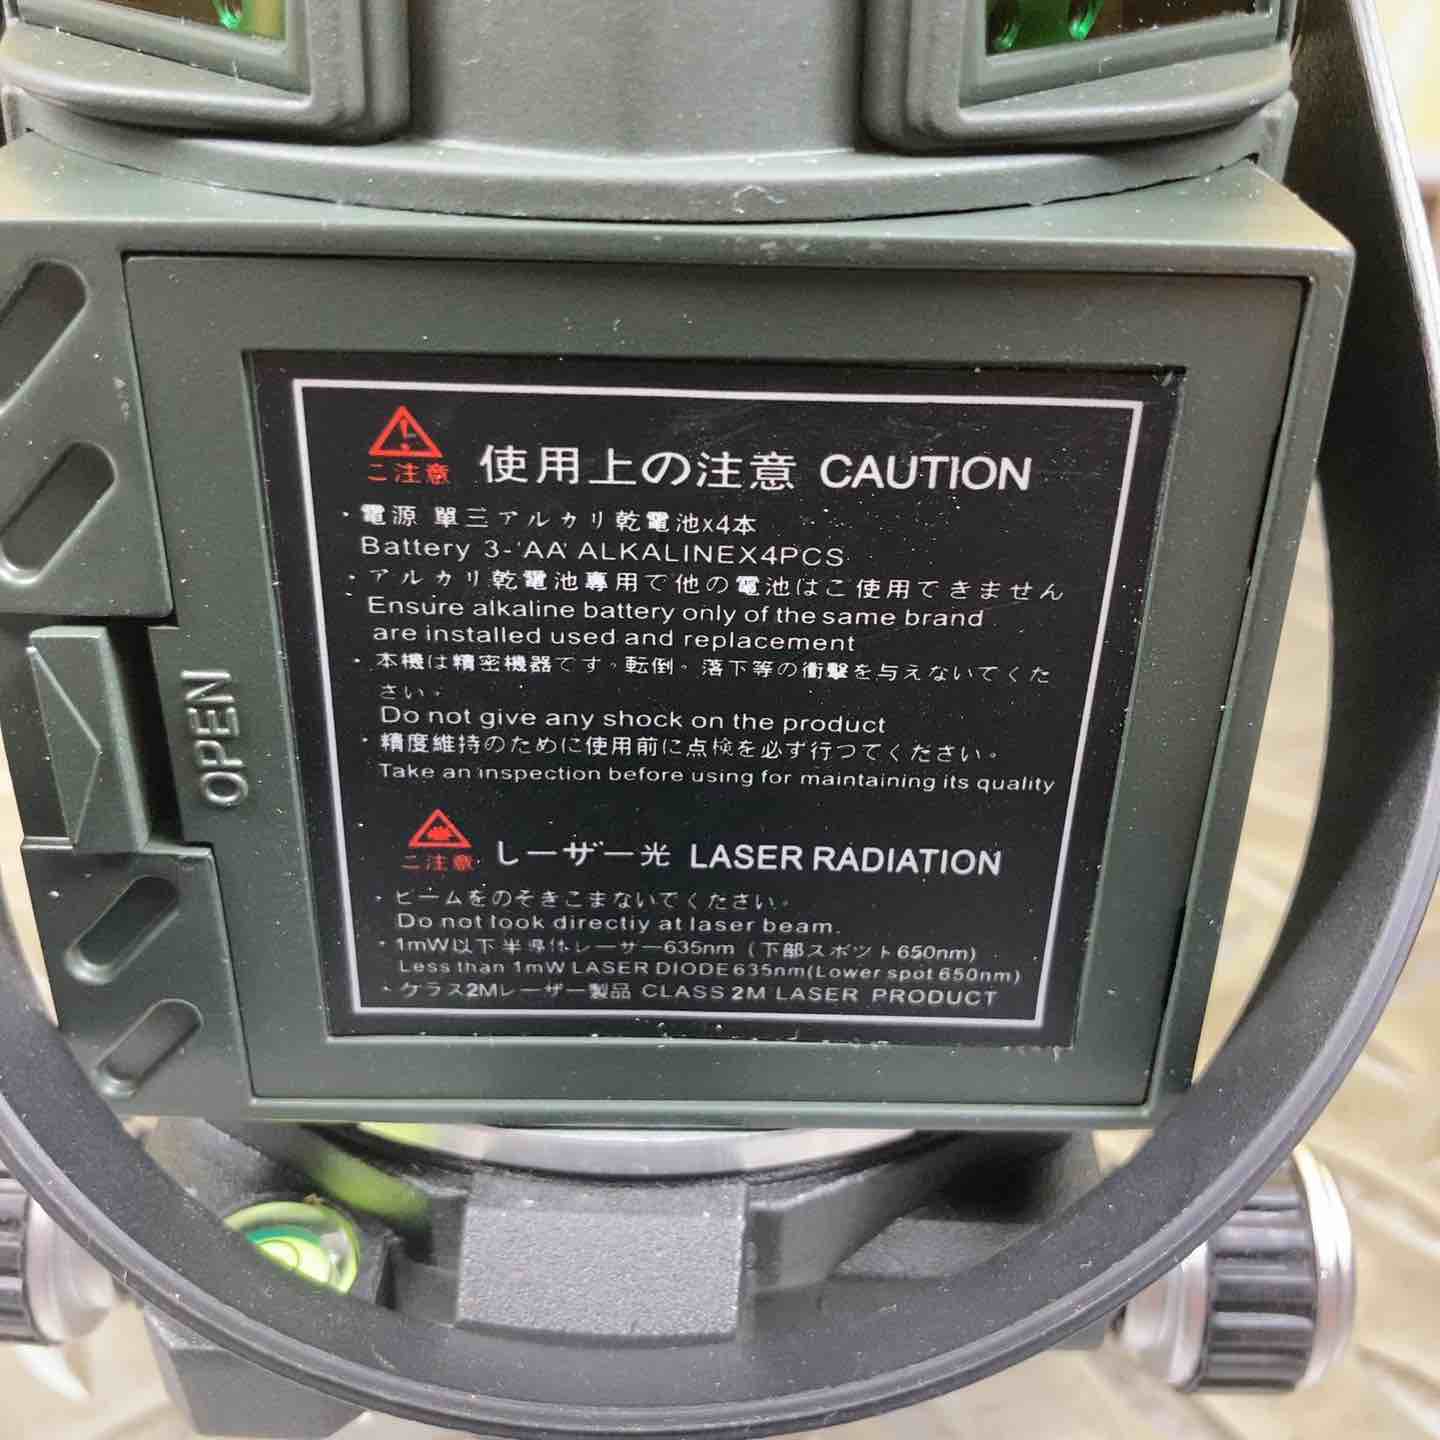 ご注意 使用上の注意 CAUTION
・電源 單三アルカリ乾電池x4本
Battery 3-'AA' ALKALINEX4PCS
・アルカリ乾電池專用で他の電池はご使用できません
Ensure alkaline battery only of the same brand
are installed used and replacement
・本機は精密機器です。転倒。落下等の衝撃を与えないでくだ
さい。
Do not give any shock on the product
・精度維持のために使用前に点検を必ず行つてください。
Take an inspection before using for maintaining its quality
OPEN
ご注意 レーザー光 LASER RADIATION
・ビームをのぞきこまないてください。
Do not look directiy at laser beam.
・1mW以下半導体レーザー635nm(下部スポツト650nm)
Less than 1mW LASER DIODE 635nm(Lower spot 650nm)
・クラス2Mレーザー製品 CLASS 2M LASER PRODUCT